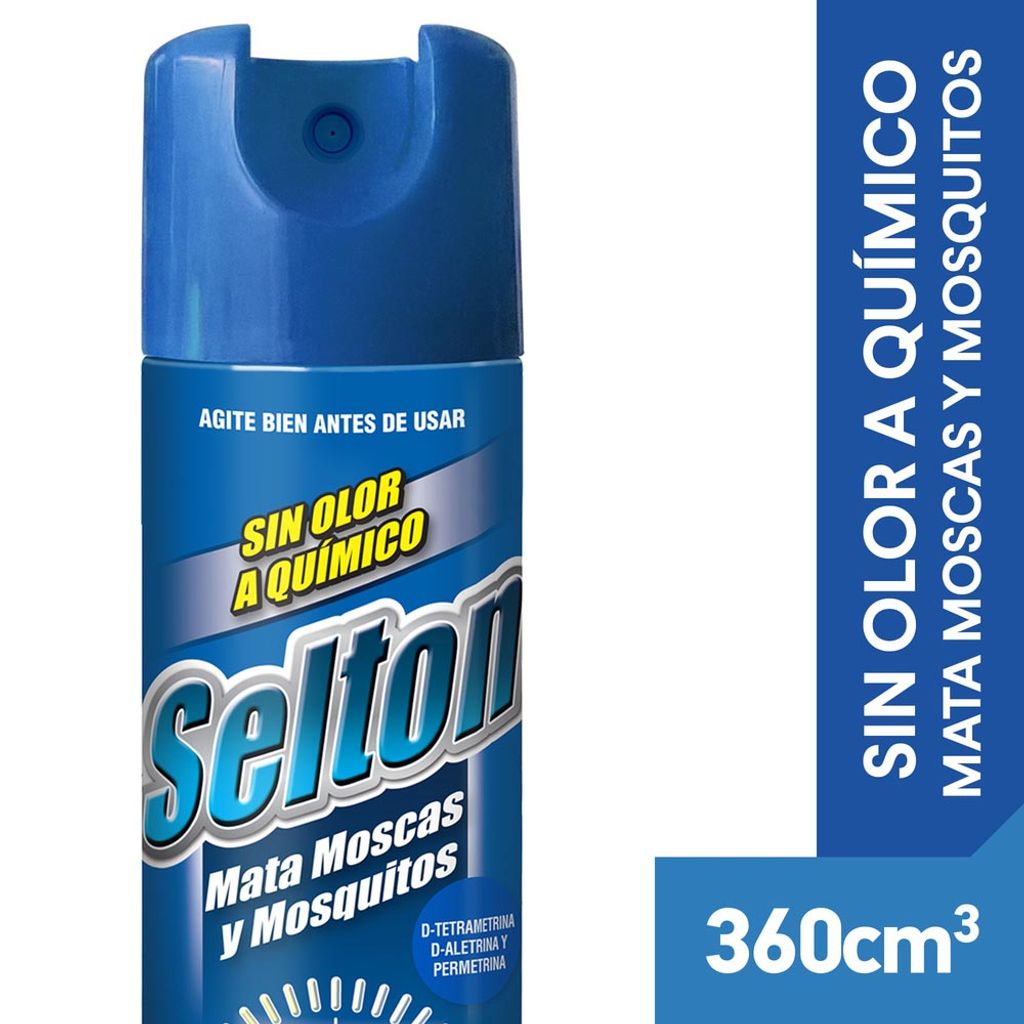 AGITE BIEN ANTES DE USAR
SIN OLOR
A QUÍMICO
Selton
Mata Moscas
y Mosquitos
D-TETRAMETRINA
D-ALETRINA Y
PERMETRINA
SIN OLOR A QUÍMICO
MATA MOSCAS Y MOSQUITOS
360cm³